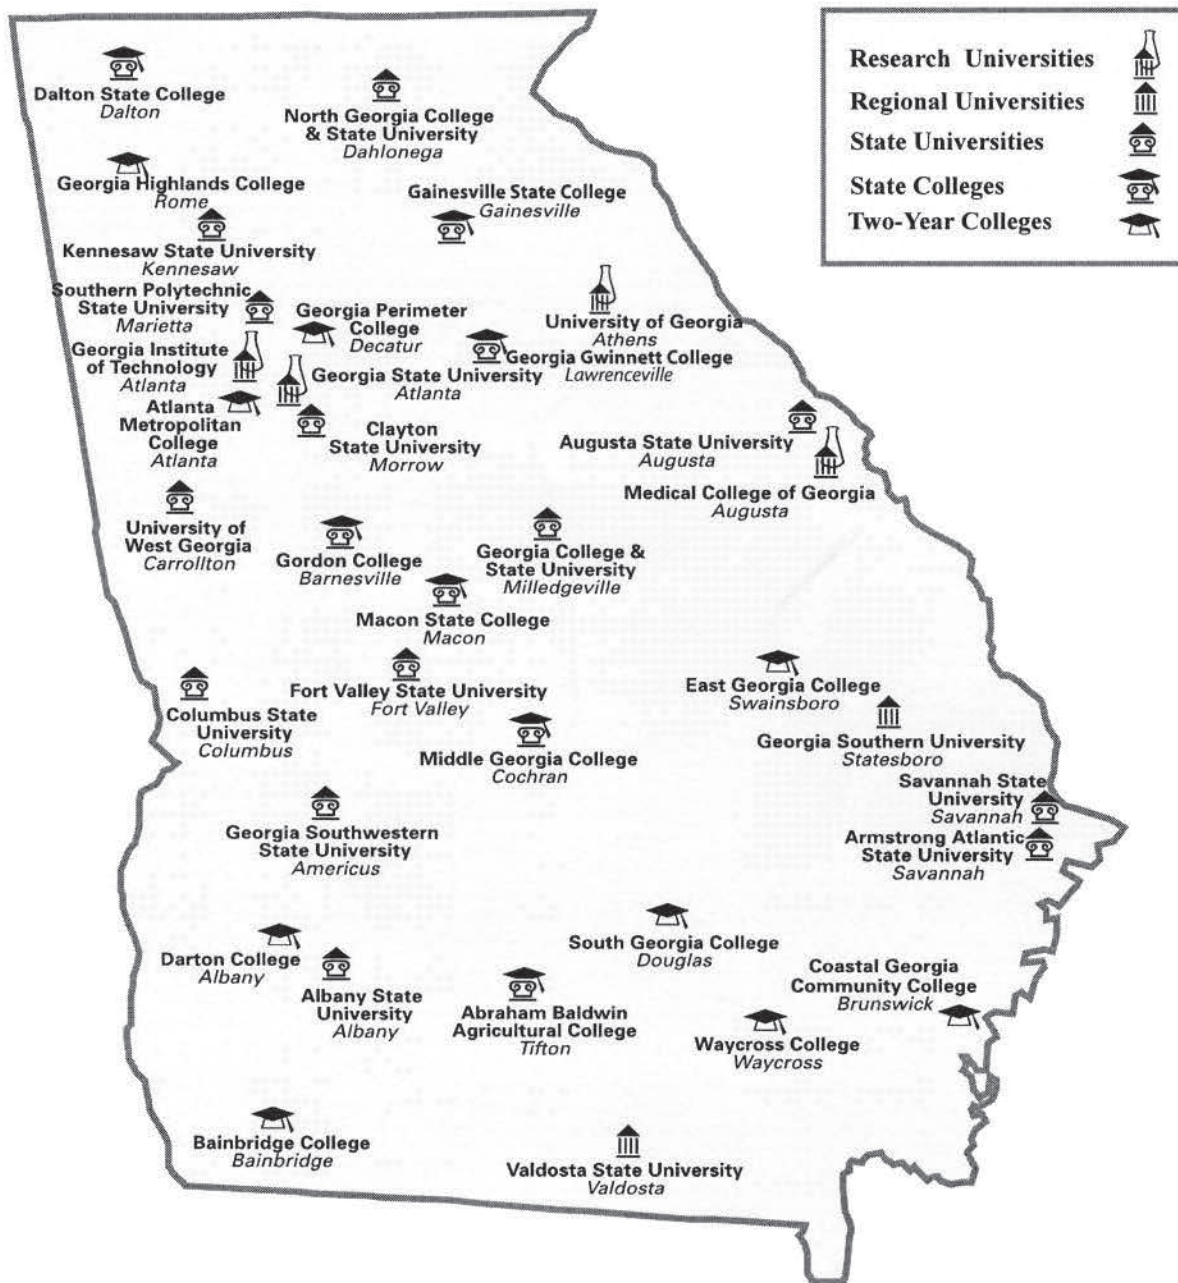 Research Universities
Regional Universities
State Universities
State Colleges
Two-Year Colleges
Dalton State College
Dalton
North Georgia College
& State University
Dahlonega
Georgia Highlands College
Rome
Gainesville State College
Gainesville
Kennesaw State University
Kennesaw
Southern Polytechnic
State University
Marietta
Georgia Perimeter
College
Decatur
University of Georgia
Athens
Georgia Institute
of Technology
Atlanta
Georgia Gwinnett College
Lawrenceville
Georgia State University
Atlanta
Atlanta
Metropolitan
College
Atlanta
Clayton
State University
Morrow
Augusta State University
Augusta
Medical College of Georgia
Augusta
University of
West Georgia
Carrollton
Gordon College
Barnesville
Georgia College &
State University
Milledgeville
Macon State College
Macon
Fort Valley State University
Fort Valley
East Georgia College
Swainsboro
Columbus State
University
Columbus
Middle Georgia College
Cochran
Georgia Southern University
Statesboro
Savannah State
University
Savannah
Georgia Southwestern
State University
Americus
Armstrong Atlantic
State University
Savannah
South Georgia College
Douglas
Darton College
Albany
Albany State
University
Albany
Abraham Baldwin
Agricultural College
Tifton
Coastal Georgia
Community College
Brunswick
Waycross College
Waycross
Bainbridge College
Bainbridge
Valdosta State University
Valdosta